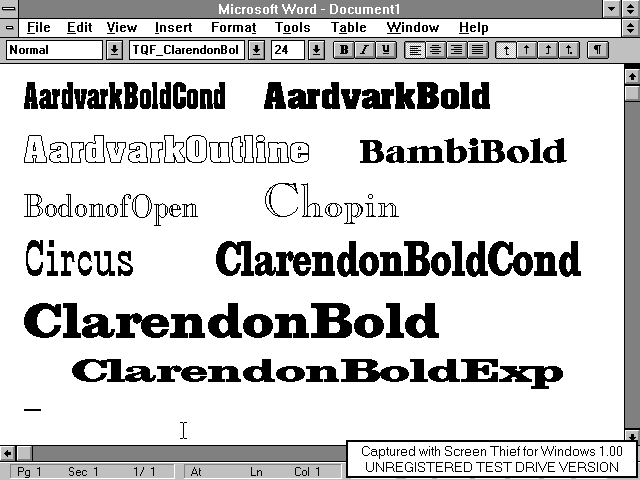 Microsoft Word - Document1
File Edit View Insert Format Tools Table Window Help
Normal TQF_ClarendonBol 24 B I U
AardvarkBoldCond AardvarkBold
AardvarkOutline BambiBold
BodonofOpen Chopin
Circus ClarendonBoldCond
ClarendonBold
ClarendonBoldExp
Captured with Screen Thief for Windows 1.00
UNREGISTERED TEST DRIVE VERSION
Pg 1 Sec 1 1/ 1 At Ln Col 1